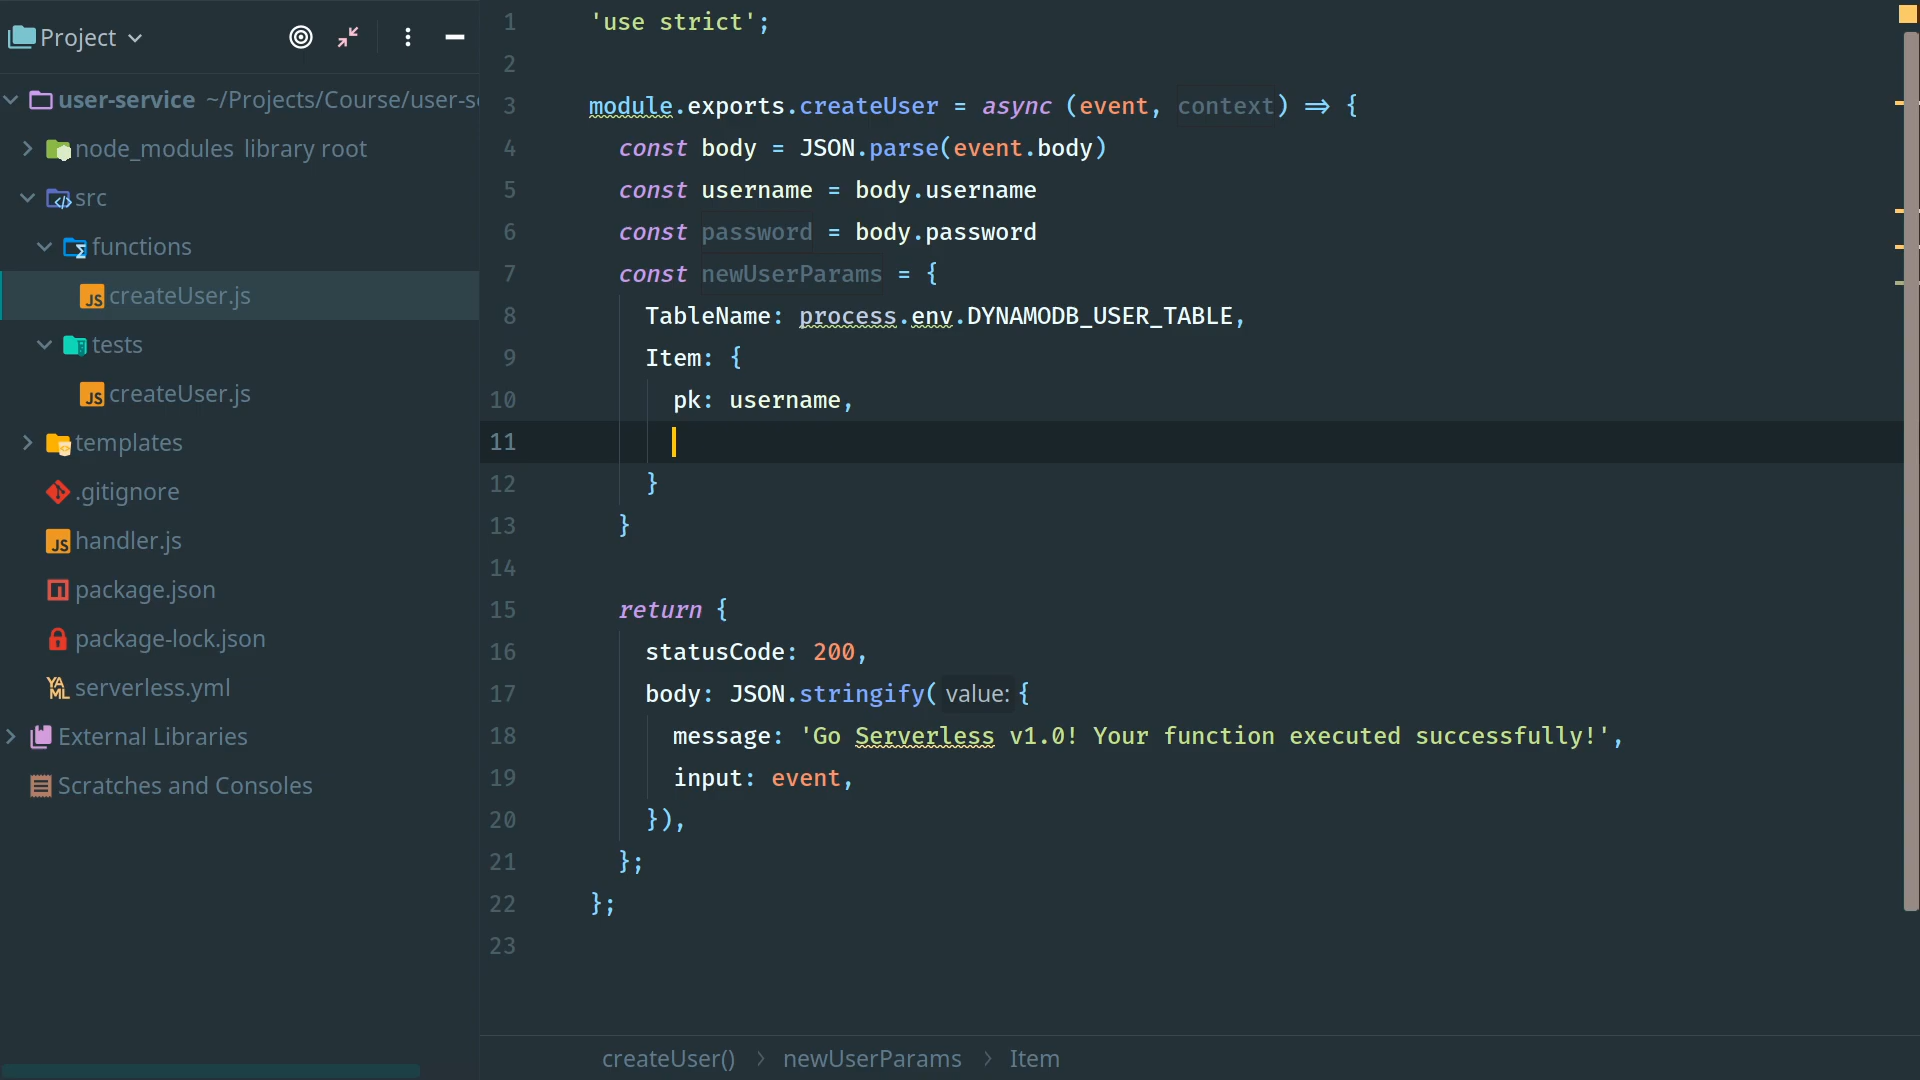 Project
user-service ~/Projects/Course/user-s
node_modules library root
src
functions
createUser.js
tests
createUser.js
templates
.gitignore
handler.js
package.json
package-lock.json
serverless.yml
External Libraries
Scratches and Consoles
1 'use strict';
2
3 module.exports.createUser = async (event, context) => {
4 const body = JSON.parse(event.body)
5 const username = body.username
6 const password = body.password
7 const newUserParams = {
8 TableName: process.env.DYNAMODB_USER_TABLE,
9 Item: {
10 pk: username,
11
12 }
13 }
14
15 return {
16 statusCode: 200,
17 body: JSON.stringify( value: {
18 message: 'Go Serverless v1.0! Your function executed successfully!',
19 input: event,
20 }),
21 };
22 };
23
createUser() > newUserParams > Item